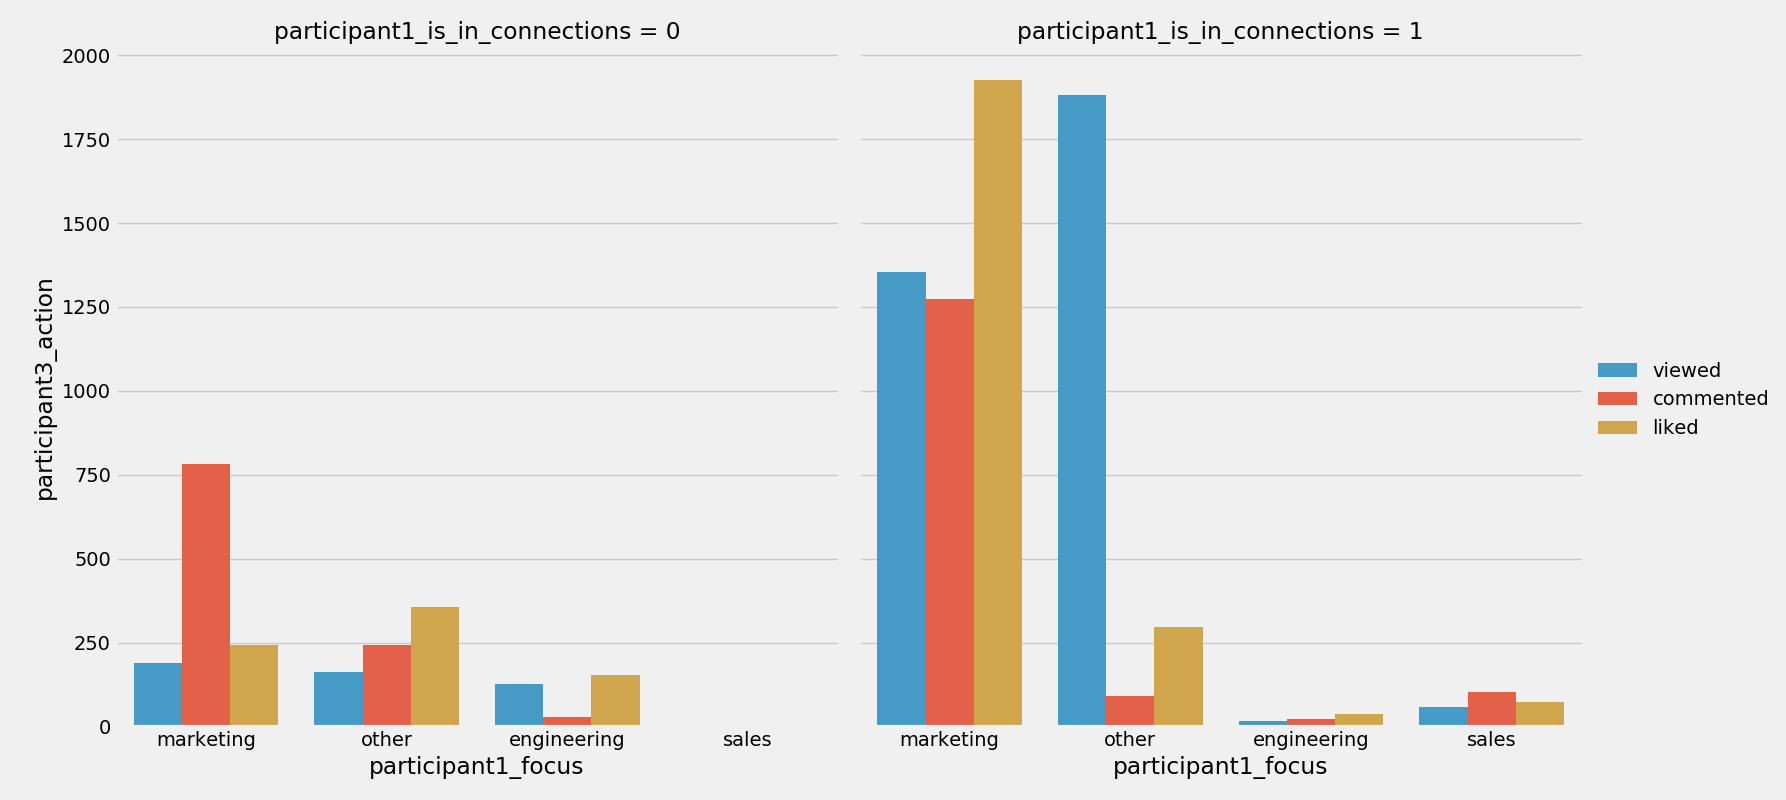 participant1_is_in_connections = 0
participant1_is_in_connections = 1
participant3_action
2000
1750
1500
1250
1000
750
500
250
0
marketing other engineering sales
marketing other engineering sales
participant1_focus
participant1_focus
viewed
commented
liked